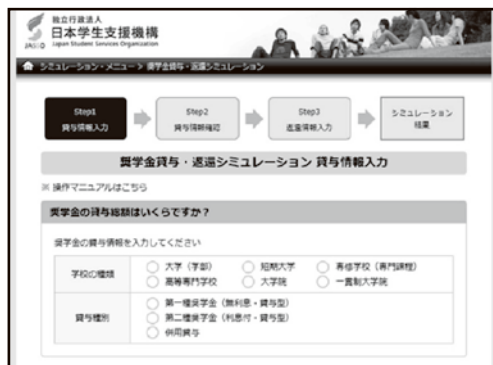 独立行政法人
日本学生支援機構
JASSO Japan Student Services Organization
シミュレーション・メニュー > 奨学金貸与・返還シミュレーション
Step1
貸与情報入力
Step2
貸与情報確認
Step3
返還情報入力
シミュレーション
結果
奨学金貸与・返還シミュレーション 貸与情報入力
※ 操作マニュアルはこちら
奨学金の貸与総額はいくらですか？
奨学金の貸与情報を入力してください
学校の種類
大学（学部） 短期大学 専修学校（専門課程）
高等専門学校 大学院 一貫制大学院
貸与種別
第一種奨学金（無利息・貸与型）
第二種奨学金（利息付・貸与型）
併用貸与